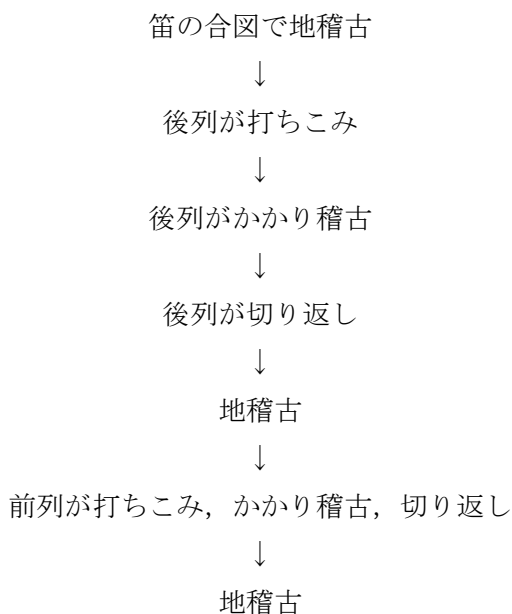 笛の合図で地稽古
↓
後列が打ちこみ
↓
後列がかかり稽古
↓
後列が切り返し
↓
地稽古
↓
前列が打ちこみ，かかり稽古，切り返し
↓
地稽古